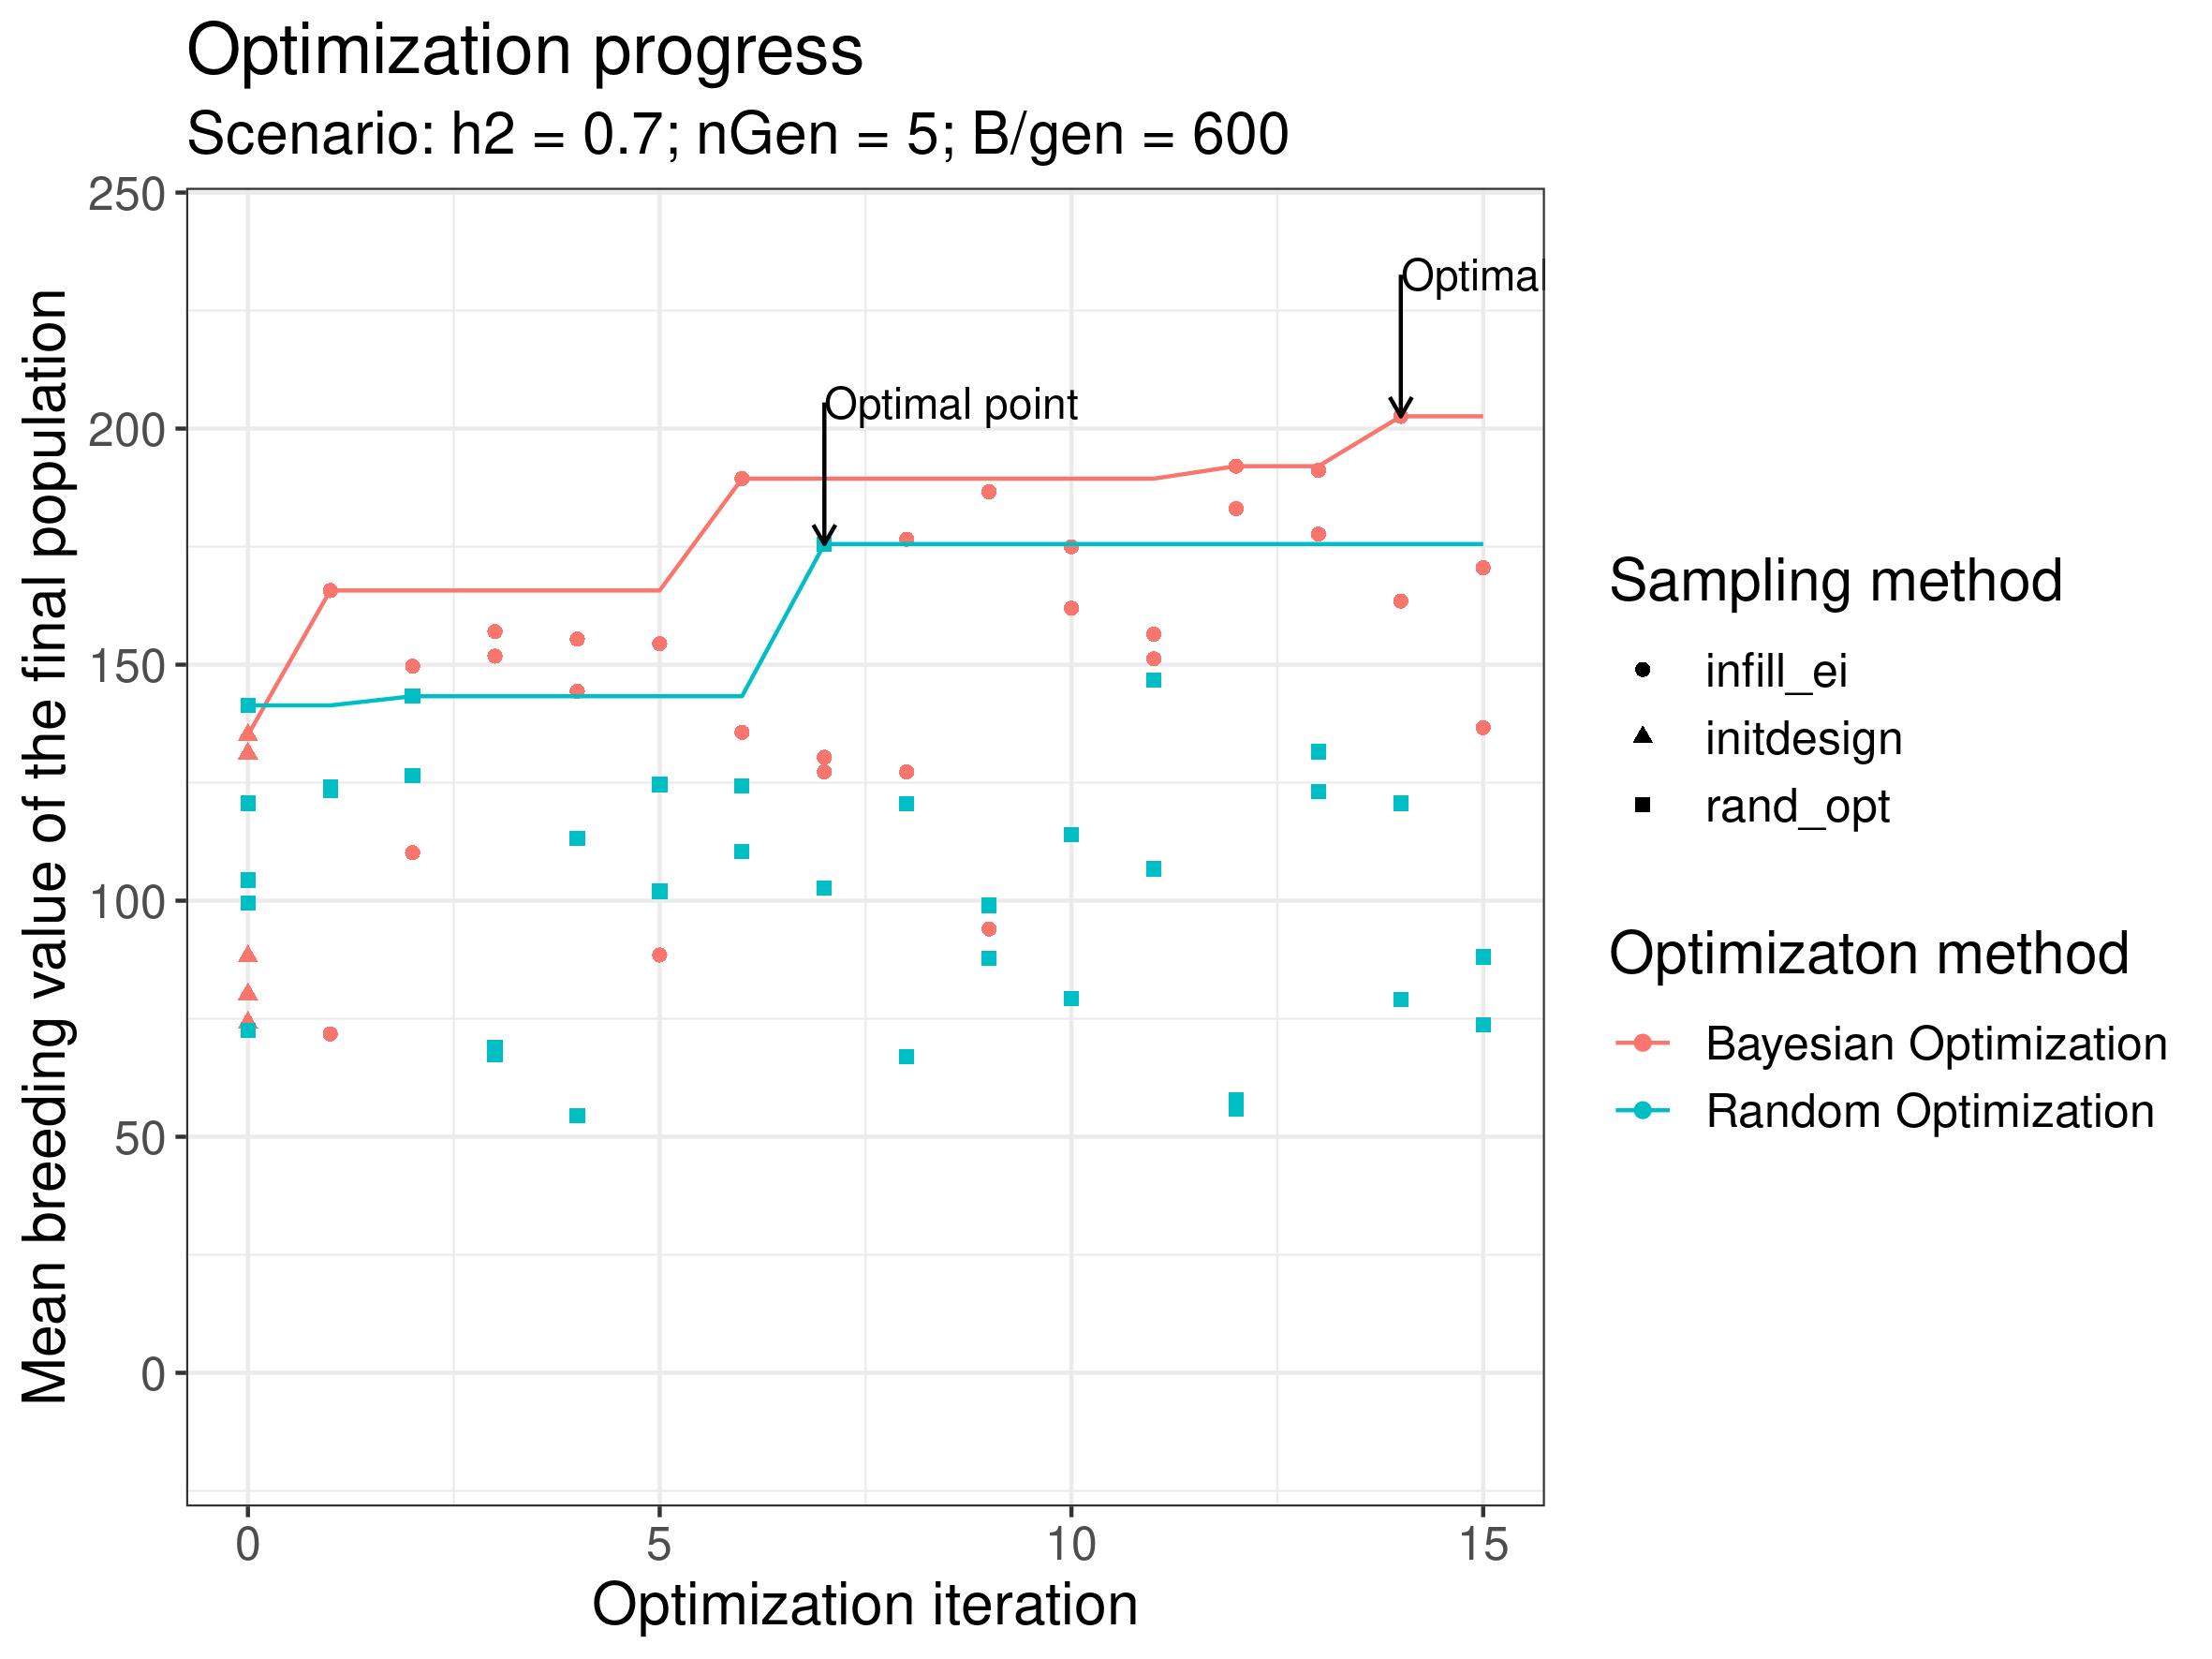 Optimization progress
Scenario: h2 = 0.7; nGen = 5; B/gen = 600
Mean breeding value of the final population
250
200
150
100
50
0
Optimal
Optimal point
0
5
10
15
Optimization iteration
Sampling method
infill_ei
initdesign
rand_opt
Optimizaton method
Bayesian Optimization
Random Optimization